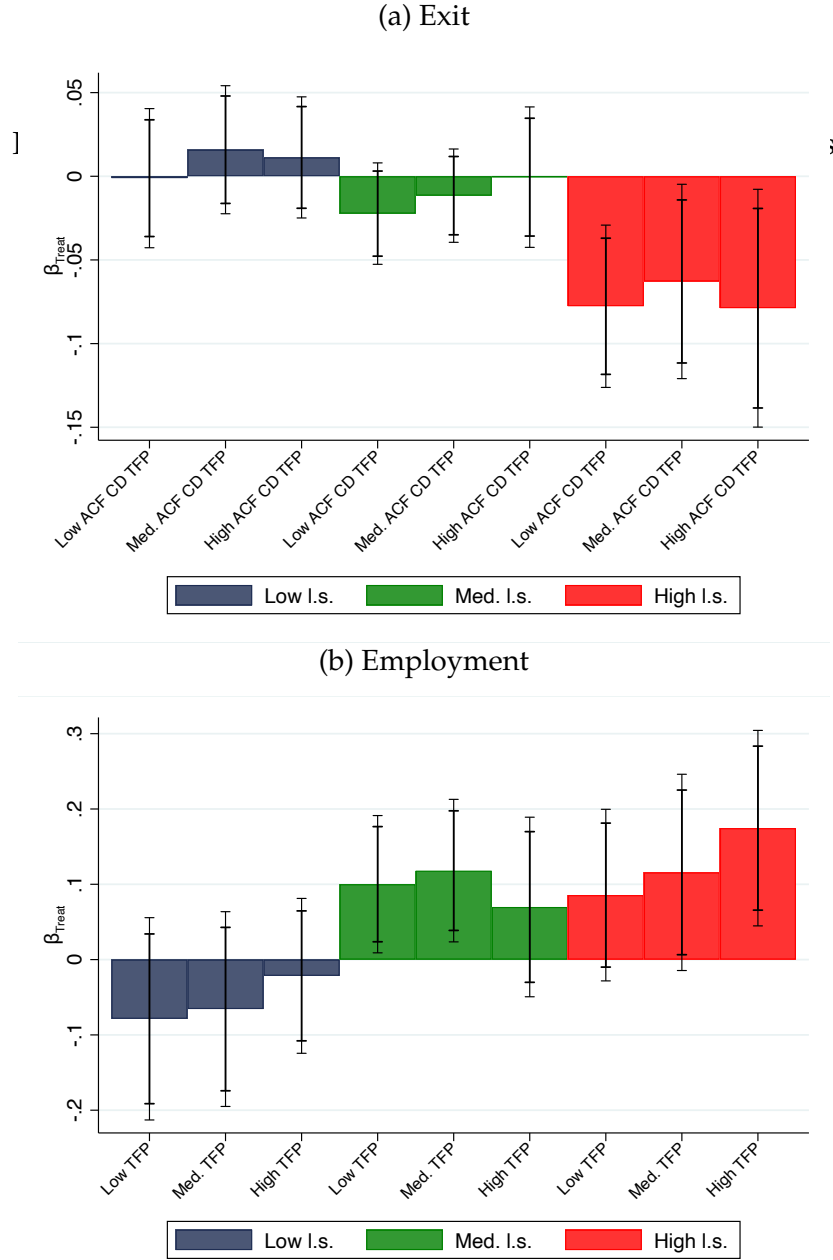 (a) Exit
.05
0
-.05
-.1
-.15
βTreat
]
s
Low ACF CD TFP
Med. ACF CD TFP
High ACF CD TFP
Low ACF CD TFP
Med. ACF CD TFP
High ACF CD TFP
Low ACF CD TFP
Med. ACF CD TFP
High ACF CD TFP
Low l.s. Med. l.s. High l.s.
(b) Employment
.3
.2
.1
0
-.1
-.2
βTreat
Low TFP
Med. TFP
High TFP
Low TFP
Med. TFP
High TFP
Low TFP
Med. TFP
High TFP
Low l.s. Med. l.s. High l.s.